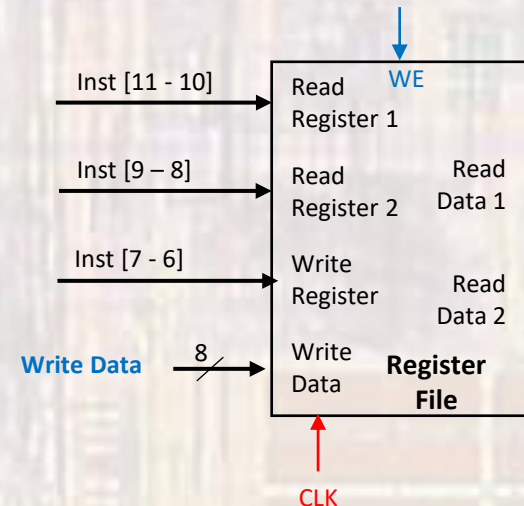 WE
Inst [11 - 10]
Read
Register 1
Inst [9 – 8]
Read
Register 2
Read
Data 1
Inst [7 - 6]
Write
Register
Read
Data 2
Write Data
8
Write
Data
Register
File
CLK